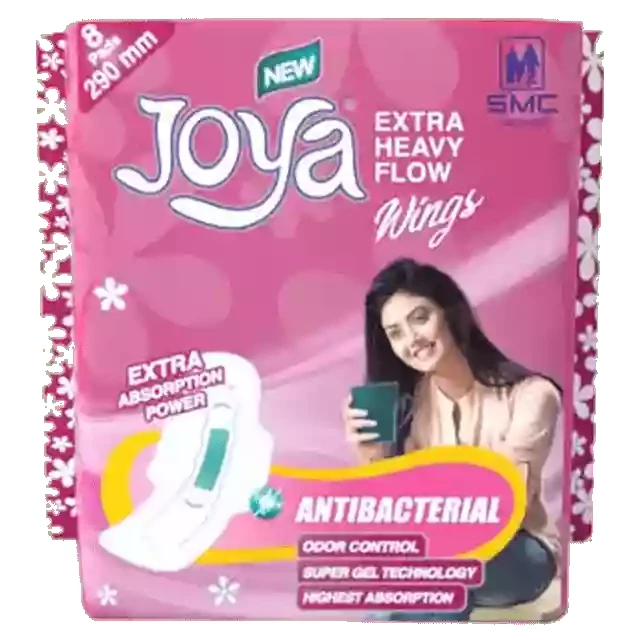 8
Pads
290 mm
NEW
JOYA
EXTRA
HEAVY
FLOW
Wings
SMC
EXTRA
ABSORPTION
POWER
ANTIBACTERIAL
ODOR CONTROL
SUPER GEL TECHNOLOGY
HIGHEST ABSORPTION